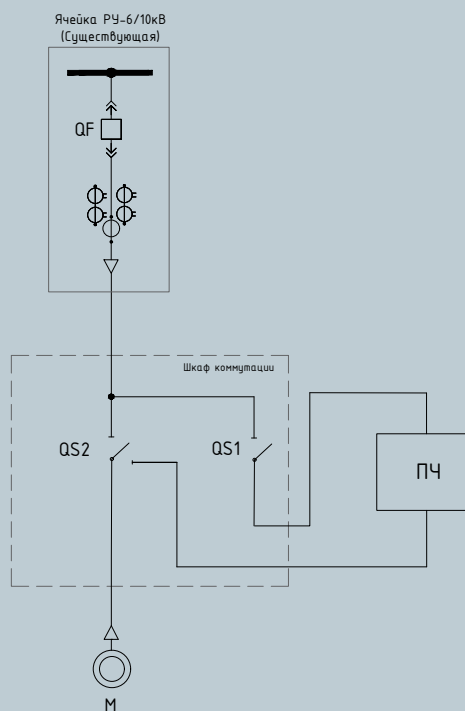 Ячейка РУ-6/10кВ
(Существующая)
QF
Шкаф коммутации
QS2
QS1
ПЧ
М